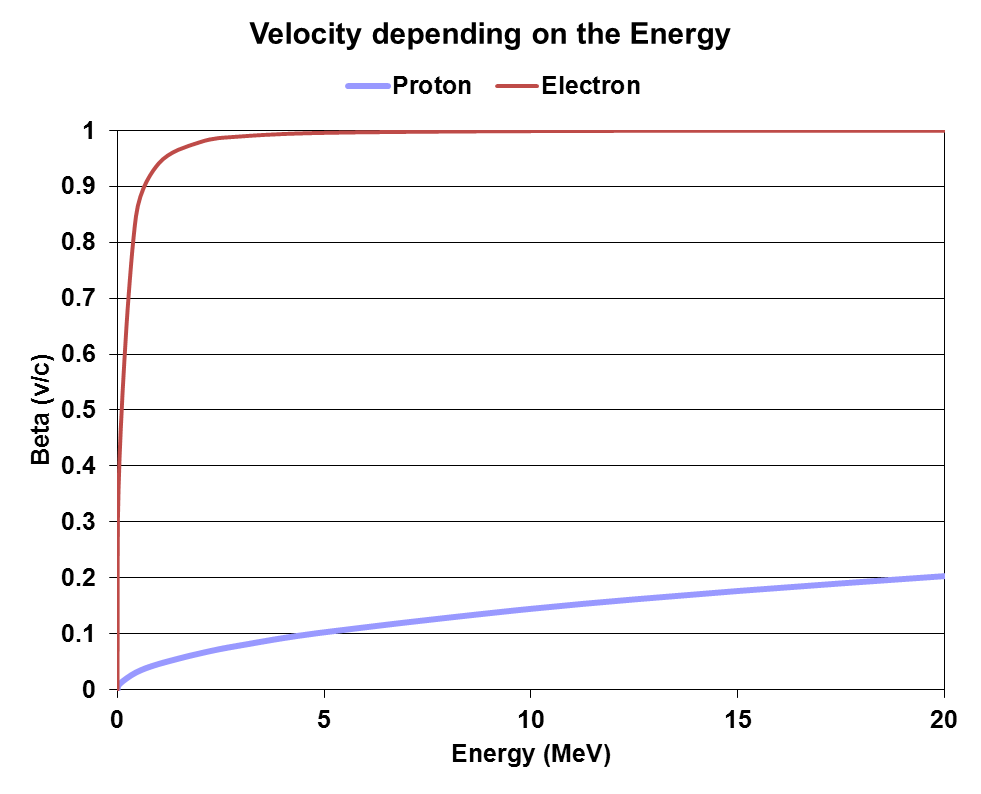 Velocity depending on the Energy
Proton Electron
1
0.9
0.8
0.7
0.6
0.5
0.4
0.3
0.2
0.1
0
Beta (v/c)
0 5 10 15 20
Energy (MeV)